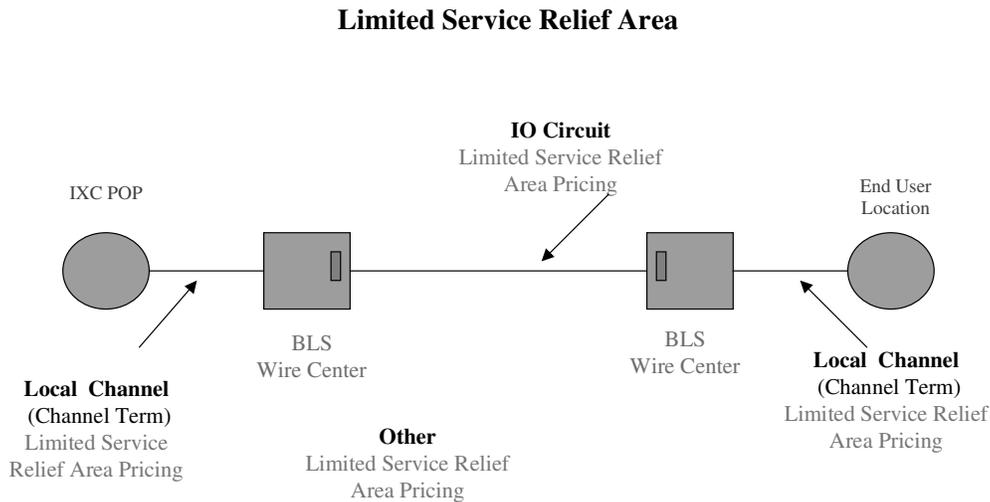 Limited Service Relief Area
IO Circuit
Limited Service Relief
Area Pricing
IXC POP
End User
Location
BLS
Wire Center
BLS
Wire Center
Local Channel
(Channel Term)
Limited Service
Relief Area Pricing
Local Channel
(Channel Term)
Limited Service Relief
Area Pricing
Other
Limited Service Relief
Area Pricing